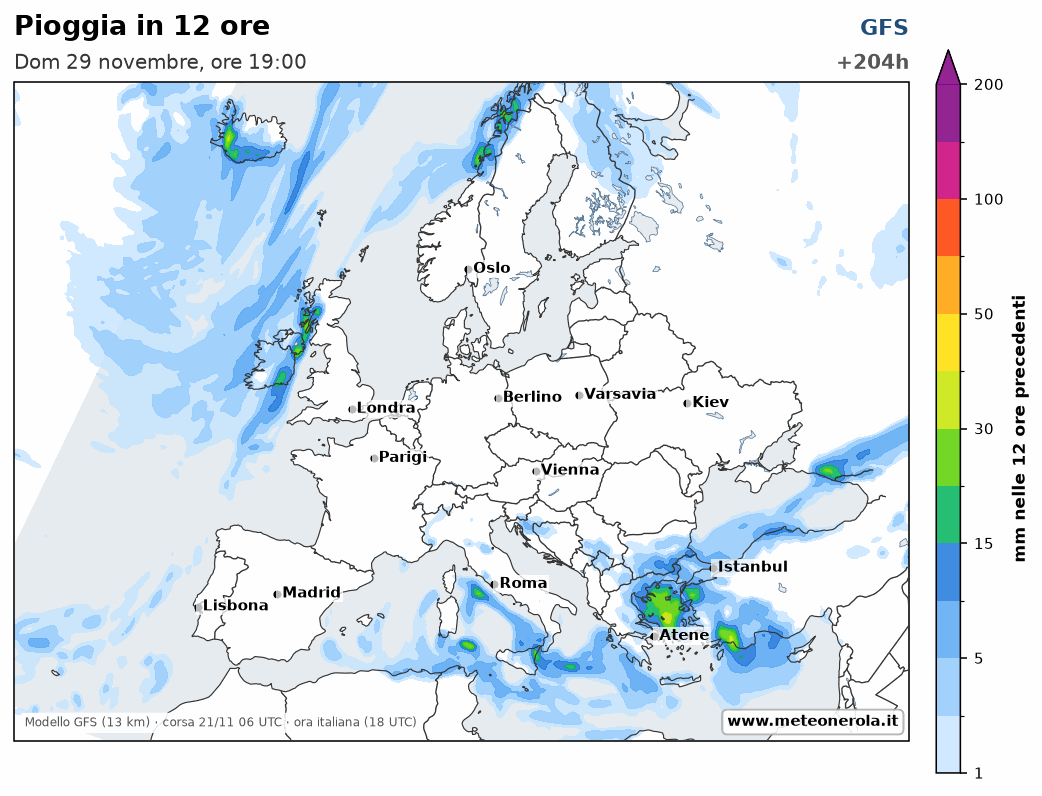 Pioggia in 12 ore
GFS
Dom 29 novembre, ore 19:00
+204h
200
100
50
30
15
5
1
mm nelle 12 ore precedenti
Oslo
Berlino
Varsavia
Kiev
Londra
Parigi
Vienna
Istanbul
Roma
Madrid
Lisbona
Atene
Modello GFS (13 km) · corsa 21/11 06 UTC · ora italiana (18 UTC)
www.meteonerola.it